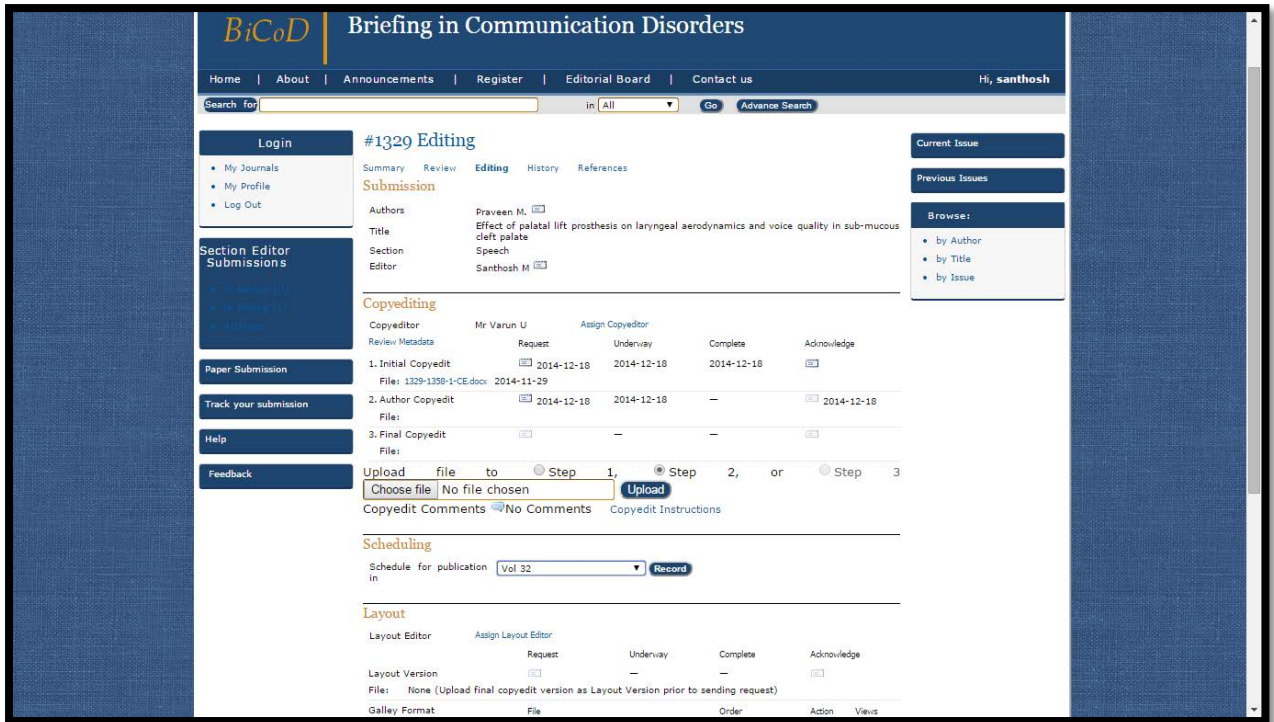 BiCoD
Briefing in Communication Disorders
Home | About | Announcements | Register | Editorial Board | Contact us
Hi, santhosh
Search for in All Go Advance Search
Login
• My Journals
• My Profile
• Log Out
Section Editor
Submissions
Paper Submission
Track your submission
Help
Feedback
#1329 Editing
Summary Review Editing History References
Submission
Authors Praveen M.
Title Effect of palatal lift prosthesis on laryngeal aerodynamics and voice quality in sub-mucous
cleft palate
Section Speech
Editor Santhosh M
Copyediting
Copyeditor Mr Varun U Assign Copyeditor
Review Metadata Request Underway Complete Acknowledge
1. Initial Copyedit 2014-12-18 2014-12-18 2014-12-18
File: 1329-1358-1-CE.docx 2014-11-29
2. Author Copyedit 2014-12-18 2014-12-18 — 2014-12-18
File:
3. Final Copyedit — —
File:
Upload file to Step 1, Step 2, or Step 3
Choose file No file chosen Upload
Copyedit Comments No Comments Copyedit Instructions
Scheduling
Schedule for publication Vol 32 Record
in
Layout
Layout Editor Assign Layout Editor
Request Underway Complete Acknowledge
Layout Version — —
File: None (Upload final copyedit version as Layout Version prior to sending request)
Galley Format File Order Action Views
Current Issue
Previous Issues
Browse:
• by Author
• by Title
• by Issue